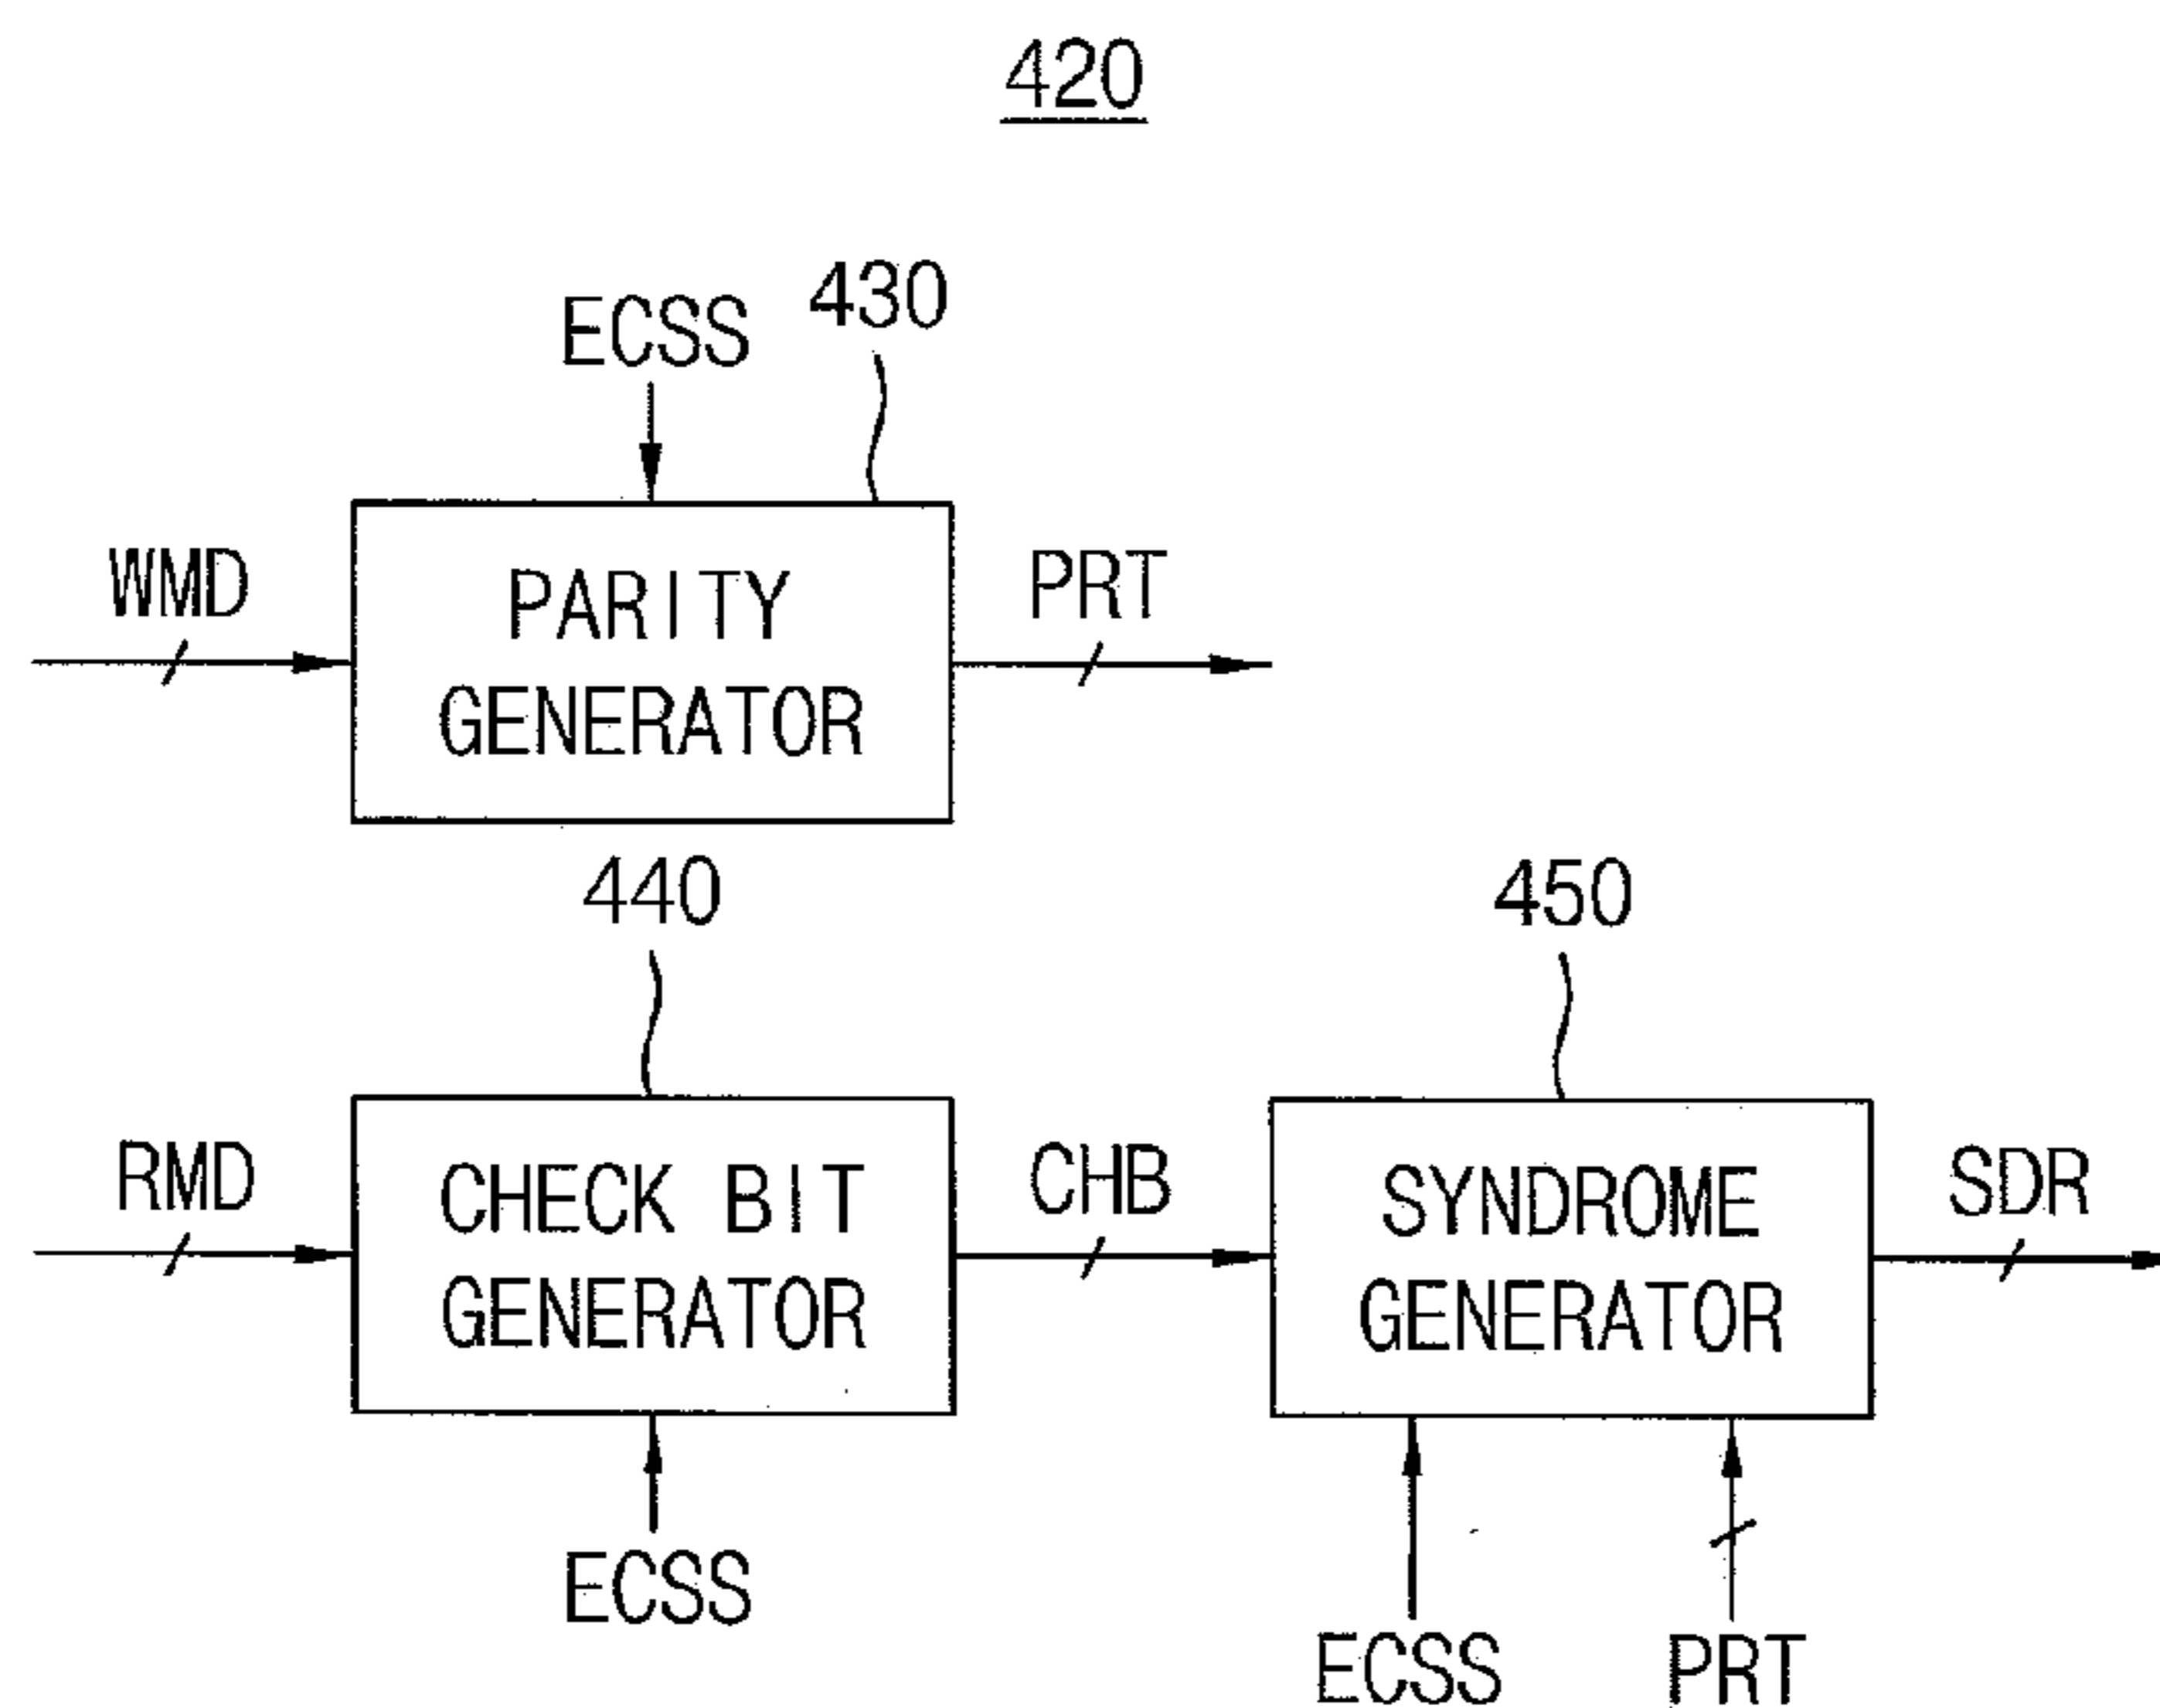 420
ECSS
430
WMD
PARITY
GENERATOR
PRT
440
450
RMD
CHECK BIT
GENERATOR
CHB
SYNDROME
GENERATOR
SDR
ECSS
ECSS
PRT